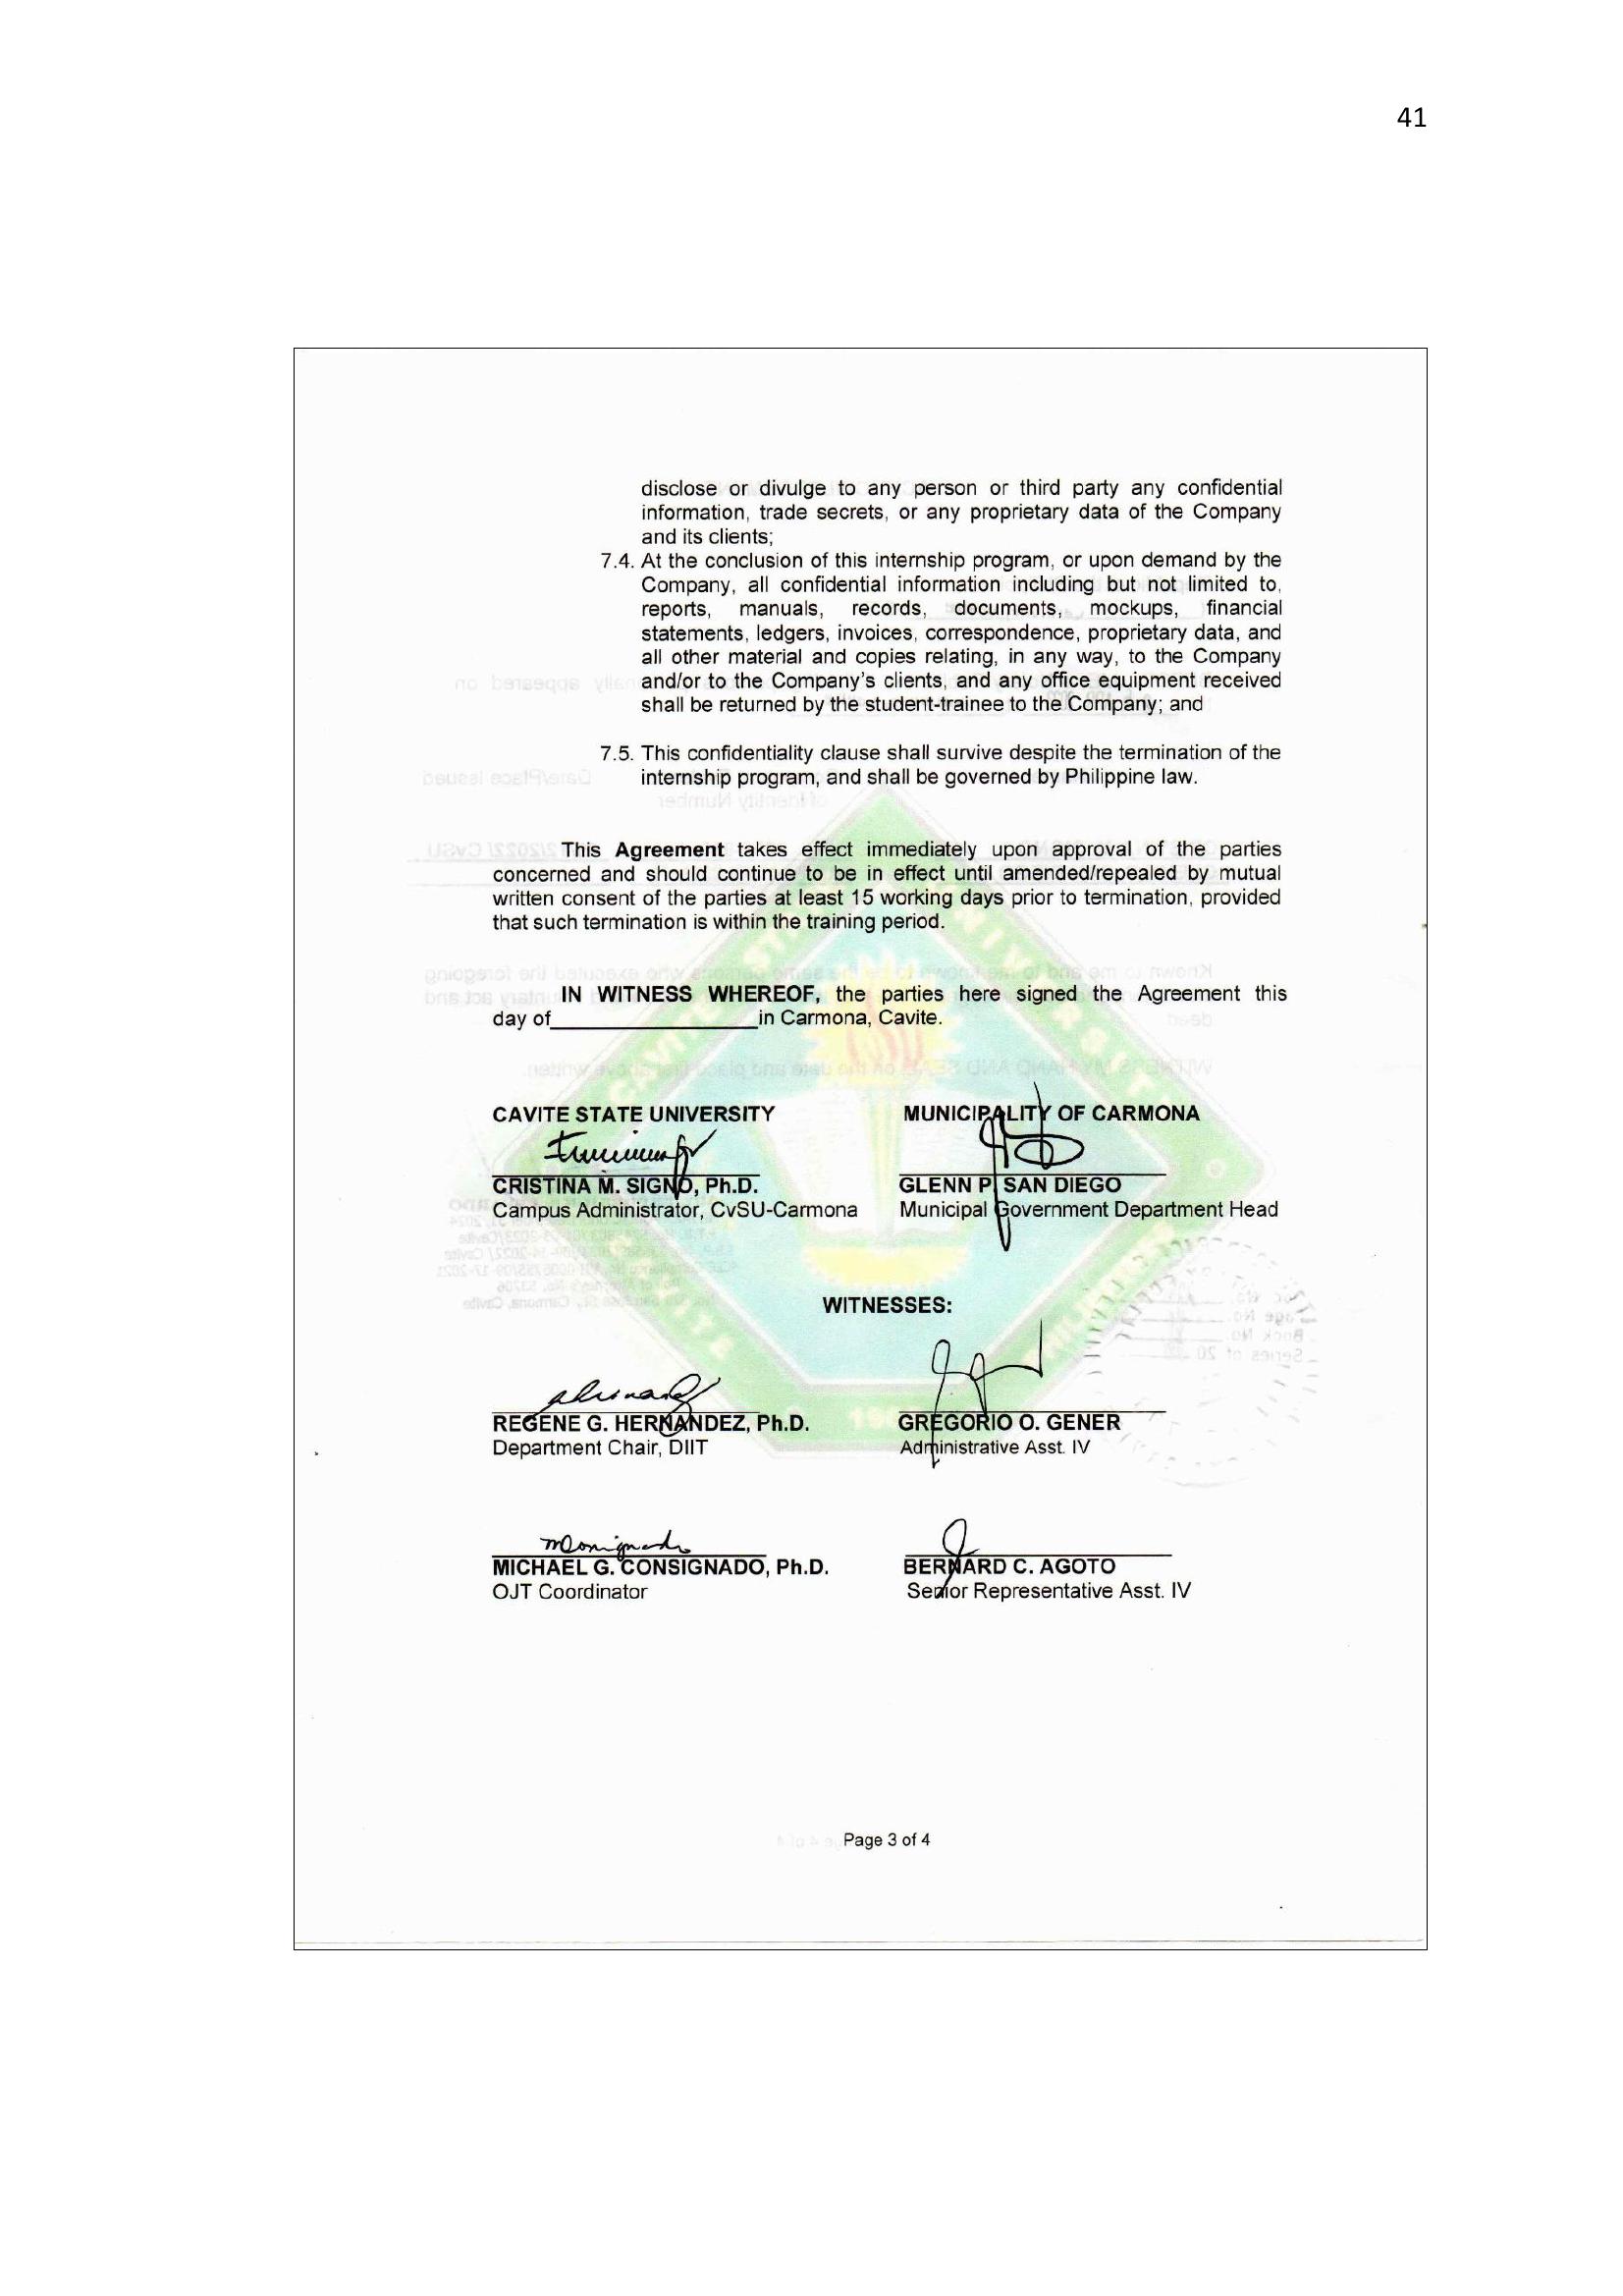 41
disclose or divulge to any person or third party any confidential
information, trade secrets, or any proprietary data of the Company
and its clients;
7.4. At the conclusion of this internship program, or upon demand by the
Company, all confidential information including but not limited to,
reports, manuals, records, documents, mockups, financial
statements, ledgers, invoices, correspondence, proprietary data, and
all other material and copies relating, in any way, to the Company
and/or to the Company's clients, and any office equipment received
shall be returned by the student-trainee to the Company; and
7.5. This confidentiality clause shall survive despite the termination of the
internship program, and shall be governed by Philippine law.
This Agreement takes effect immediately upon approval of the parties
concerned and should continue to be in effect until amended/repealed by mutual
written consent of the parties at least 15 working days prior to termination, provided
that such termination is within the training period.
IN WITNESS WHEREOF, the parties here signed the Agreement this
day of_________________in Carmona, Cavite.
CAVITE STATE UNIVERSITY MUNICIPALITY OF CARMONA
CRISTINA M. SIGNO, Ph.D. GLENN P. SAN DIEGO
Campus Administrator, CvSU-Carmona Municipal Government Department Head
WITNESSES:
REGENE G. HERNANDEZ, Ph.D. GREGORIO O. GENER
Department Chair, DIIT Administrative Asst. IV
MICHAEL G. CONSIGNADO, Ph.D. BERNARD C. AGOTO
OJT Coordinator Senior Representative Asst. IV
Page 3 of 4